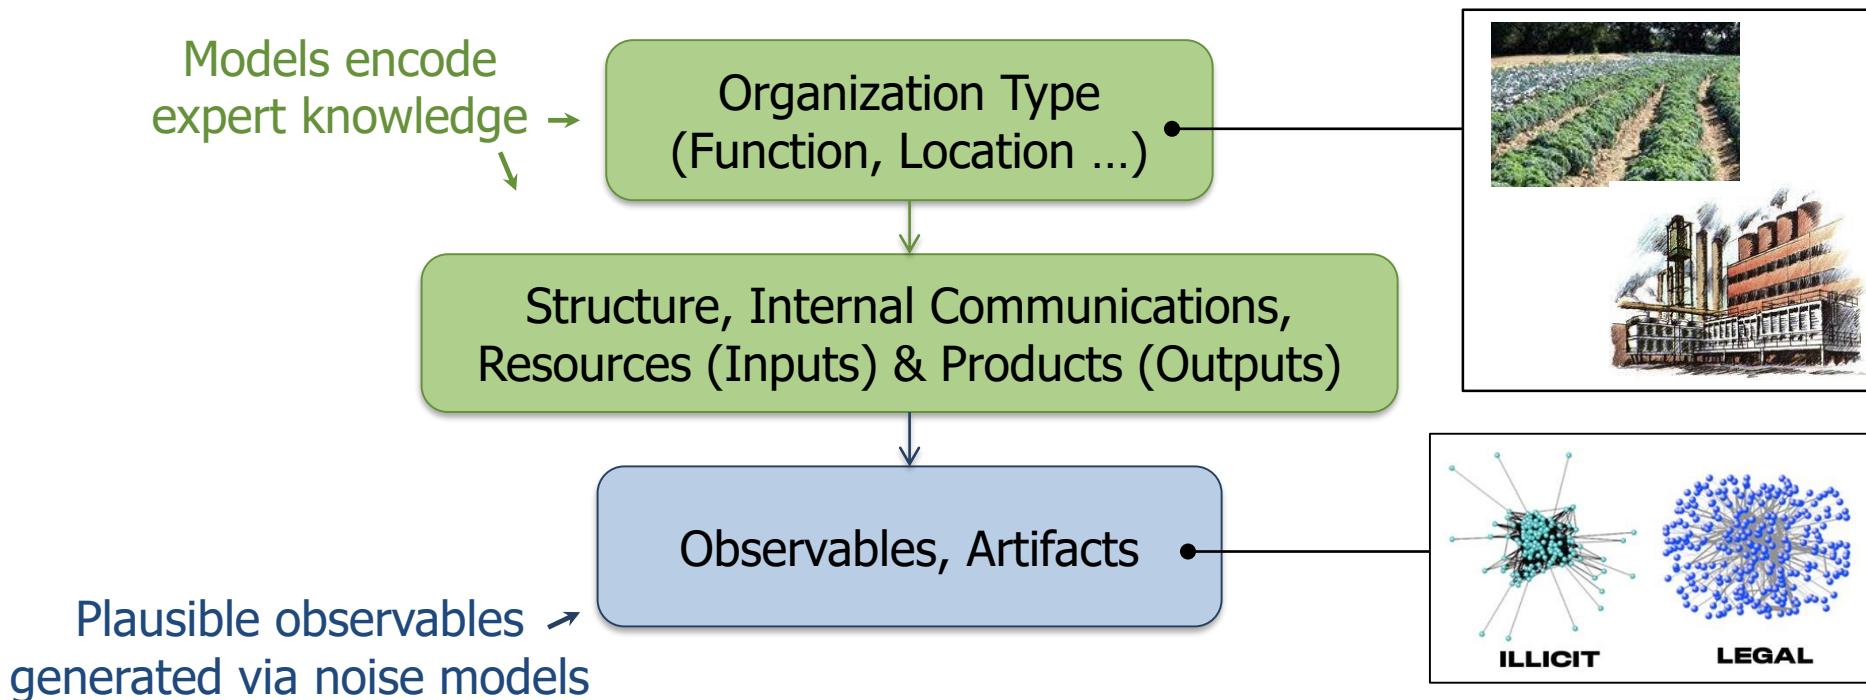 Models encode
expert knowledge
Organization Type
(Function, Location ...)
Structure, Internal Communications,
Resources (Inputs) & Products (Outputs)
Observables, Artifacts
Plausible observables
generated via noise models
ILLICIT
LEGAL